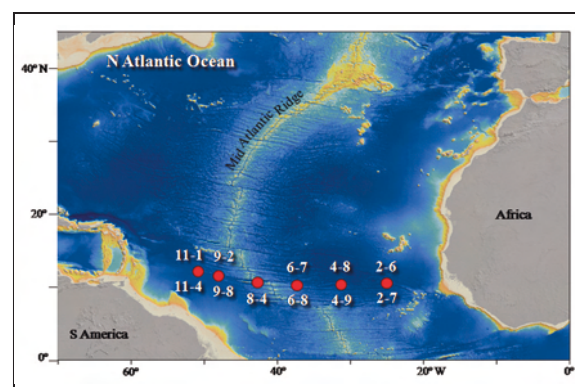 40°N
N Atlantic Ocean
Mid Atlantic Ridge
20°
Africa
11-1 9-2 6-7 4-8 2-6
11-4 9-8 8-4 6-8 4-9 2-7
S America
0°
60° 40° 20° W 0°